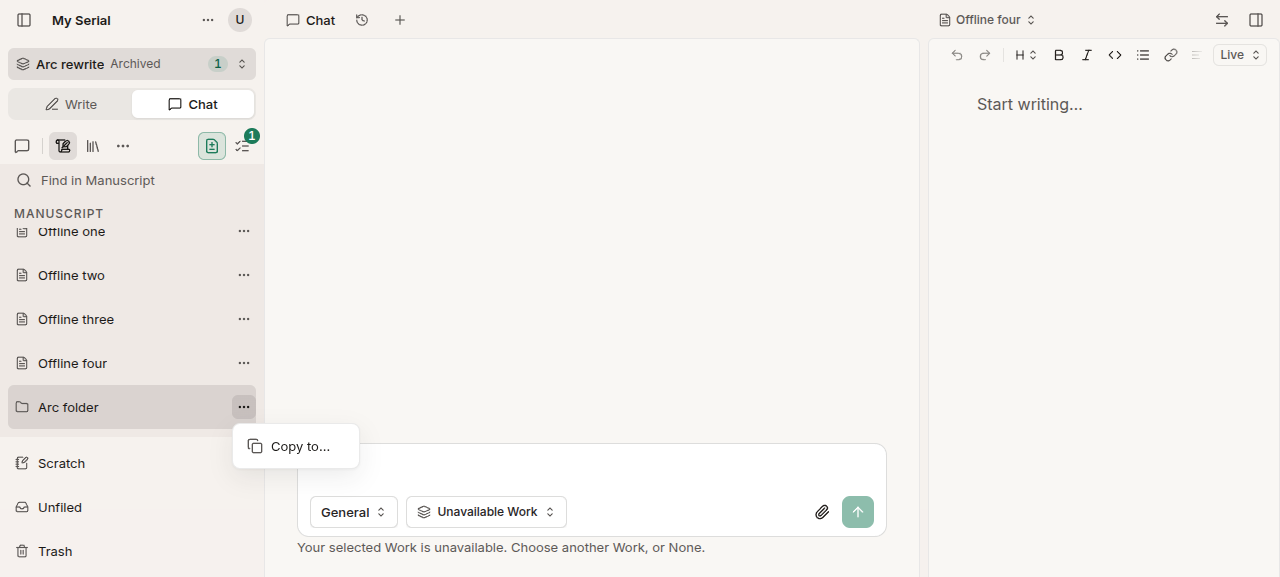 My Serial
U
Chat
Offline four
Arc rewrite Archived 1
Write
Chat
1
H
B
I
Live
Find in Manuscript
MANUSCRIPT
Offline one
Offline two
Offline three
Offline four
Arc folder
Copy to...
Scratch
Unfiled
Trash
Start writing...
General
Unavailable Work
Your selected Work is unavailable. Choose another Work, or None.